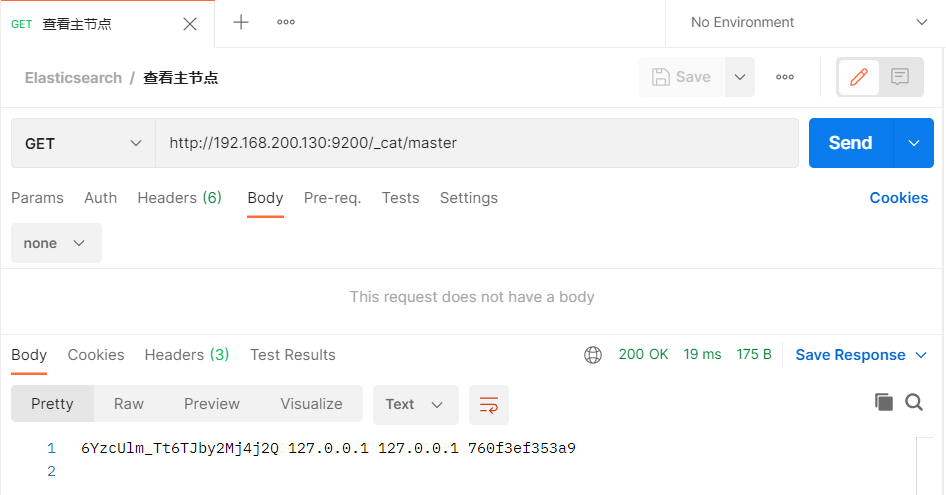 GET 查看主节点
No Environment
Elasticsearch / 查看主节点
Save
GET http://192.168.200.130:9200/_cat/master Send
Params Auth Headers (6) Body Pre-req. Tests Settings Cookies
none
This request does not have a body
Body Cookies Headers (3) Test Results 200 OK 19 ms 175 B Save Response
Pretty Raw Preview Visualize Text
1 6YzcUlm_Tt6TJby2Mj4j2Q 127.0.0.1 127.0.0.1 760f3ef353a9
2